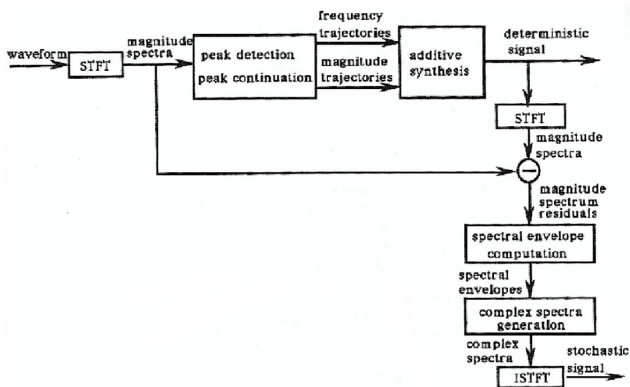 waveform
STFT
magnitude
spectra
peak detection
peak continuation
frequency
trajectories
magnitude
trajectories
additive
synthesis
deterministic
signal
STFT
magnitude
spectra
−
magnitude
spectrum
residuals
spectral envelope
computation
spectral
envelopes
complex spectra
generation
complex
spectra
ISTFT
stochastic
signal